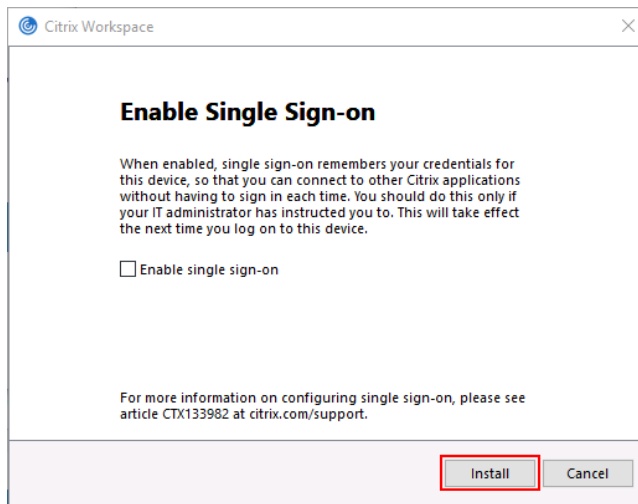 Citrix Workspace
Enable Single Sign-on
When enabled, single sign-on remembers your credentials for
this device, so that you can connect to other Citrix applications
without having to sign in each time. You should do this only if
your IT administrator has instructed you to. This will take effect
the next time you log on to this device.
Enable single sign-on
For more information on configuring single sign-on, please see
article CTX133982 at citrix.com/support.
Install Cancel